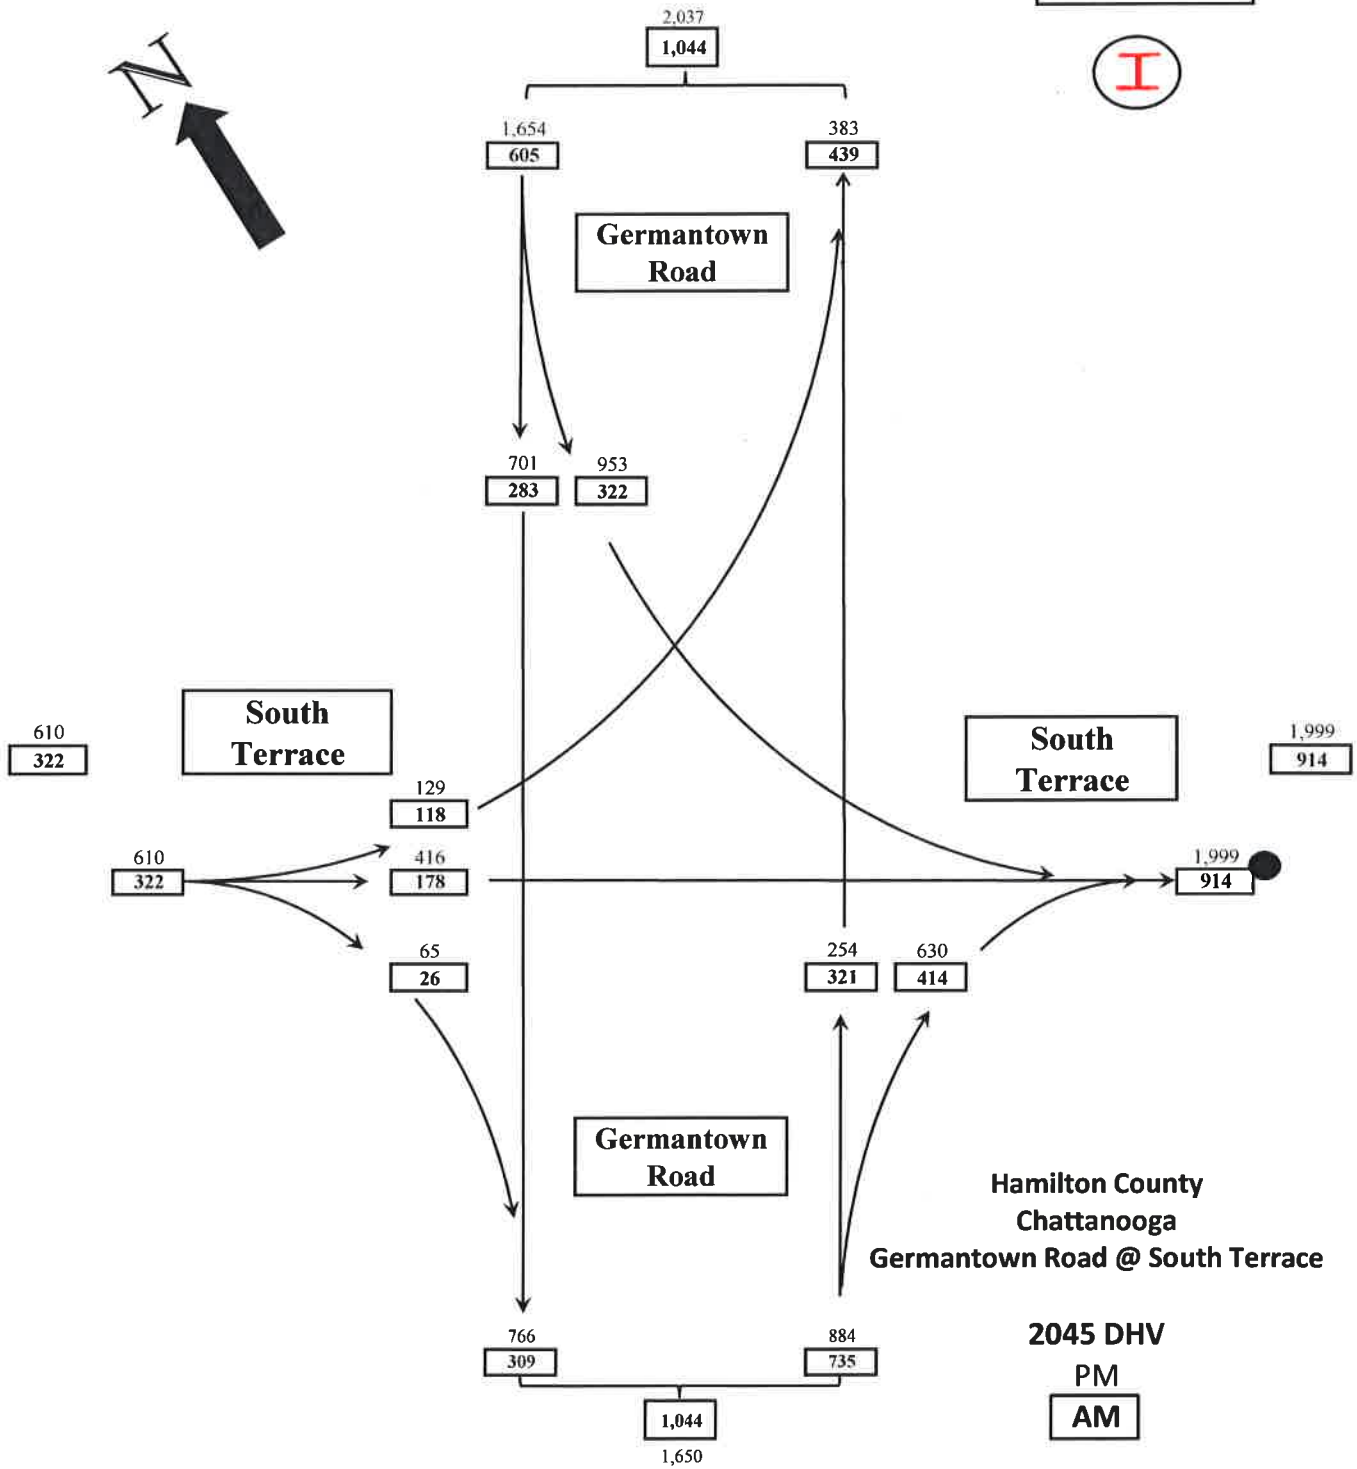 2,037
1,044
I
N
1,654
605
383
439
Germantown
Road
701
283
953
322
South
Terrace
610
322
129
118
South
Terrace
1,999
914
610
322
416
178
1,999
914
65
26
254
321
630
414
Germantown
Road
Hamilton County
Chattanooga
Germantown Road @ South Terrace
766
309
884
735
2045 DHV
PM
AM
1,044
1,650